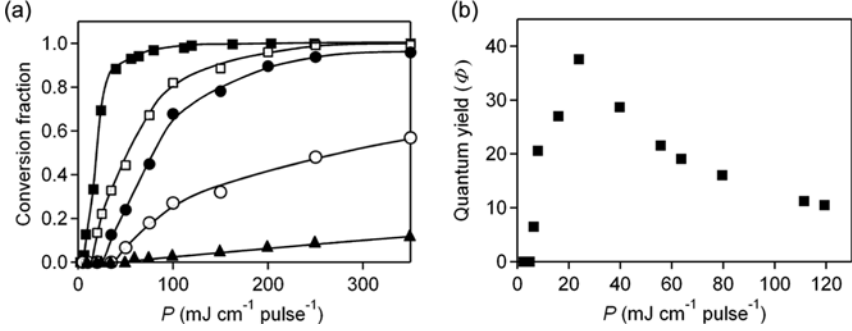 (a)
Conversion fraction
1.0
0.8
0.6
0.4
0.2
0.0
0 100 200 300
P (mJ cm⁻¹ pulse⁻¹)
(b)
Quantum yield (Φ)
40
30
20
10
0
0 20 40 60 80 100 120
P (mJ cm⁻¹ pulse⁻¹)